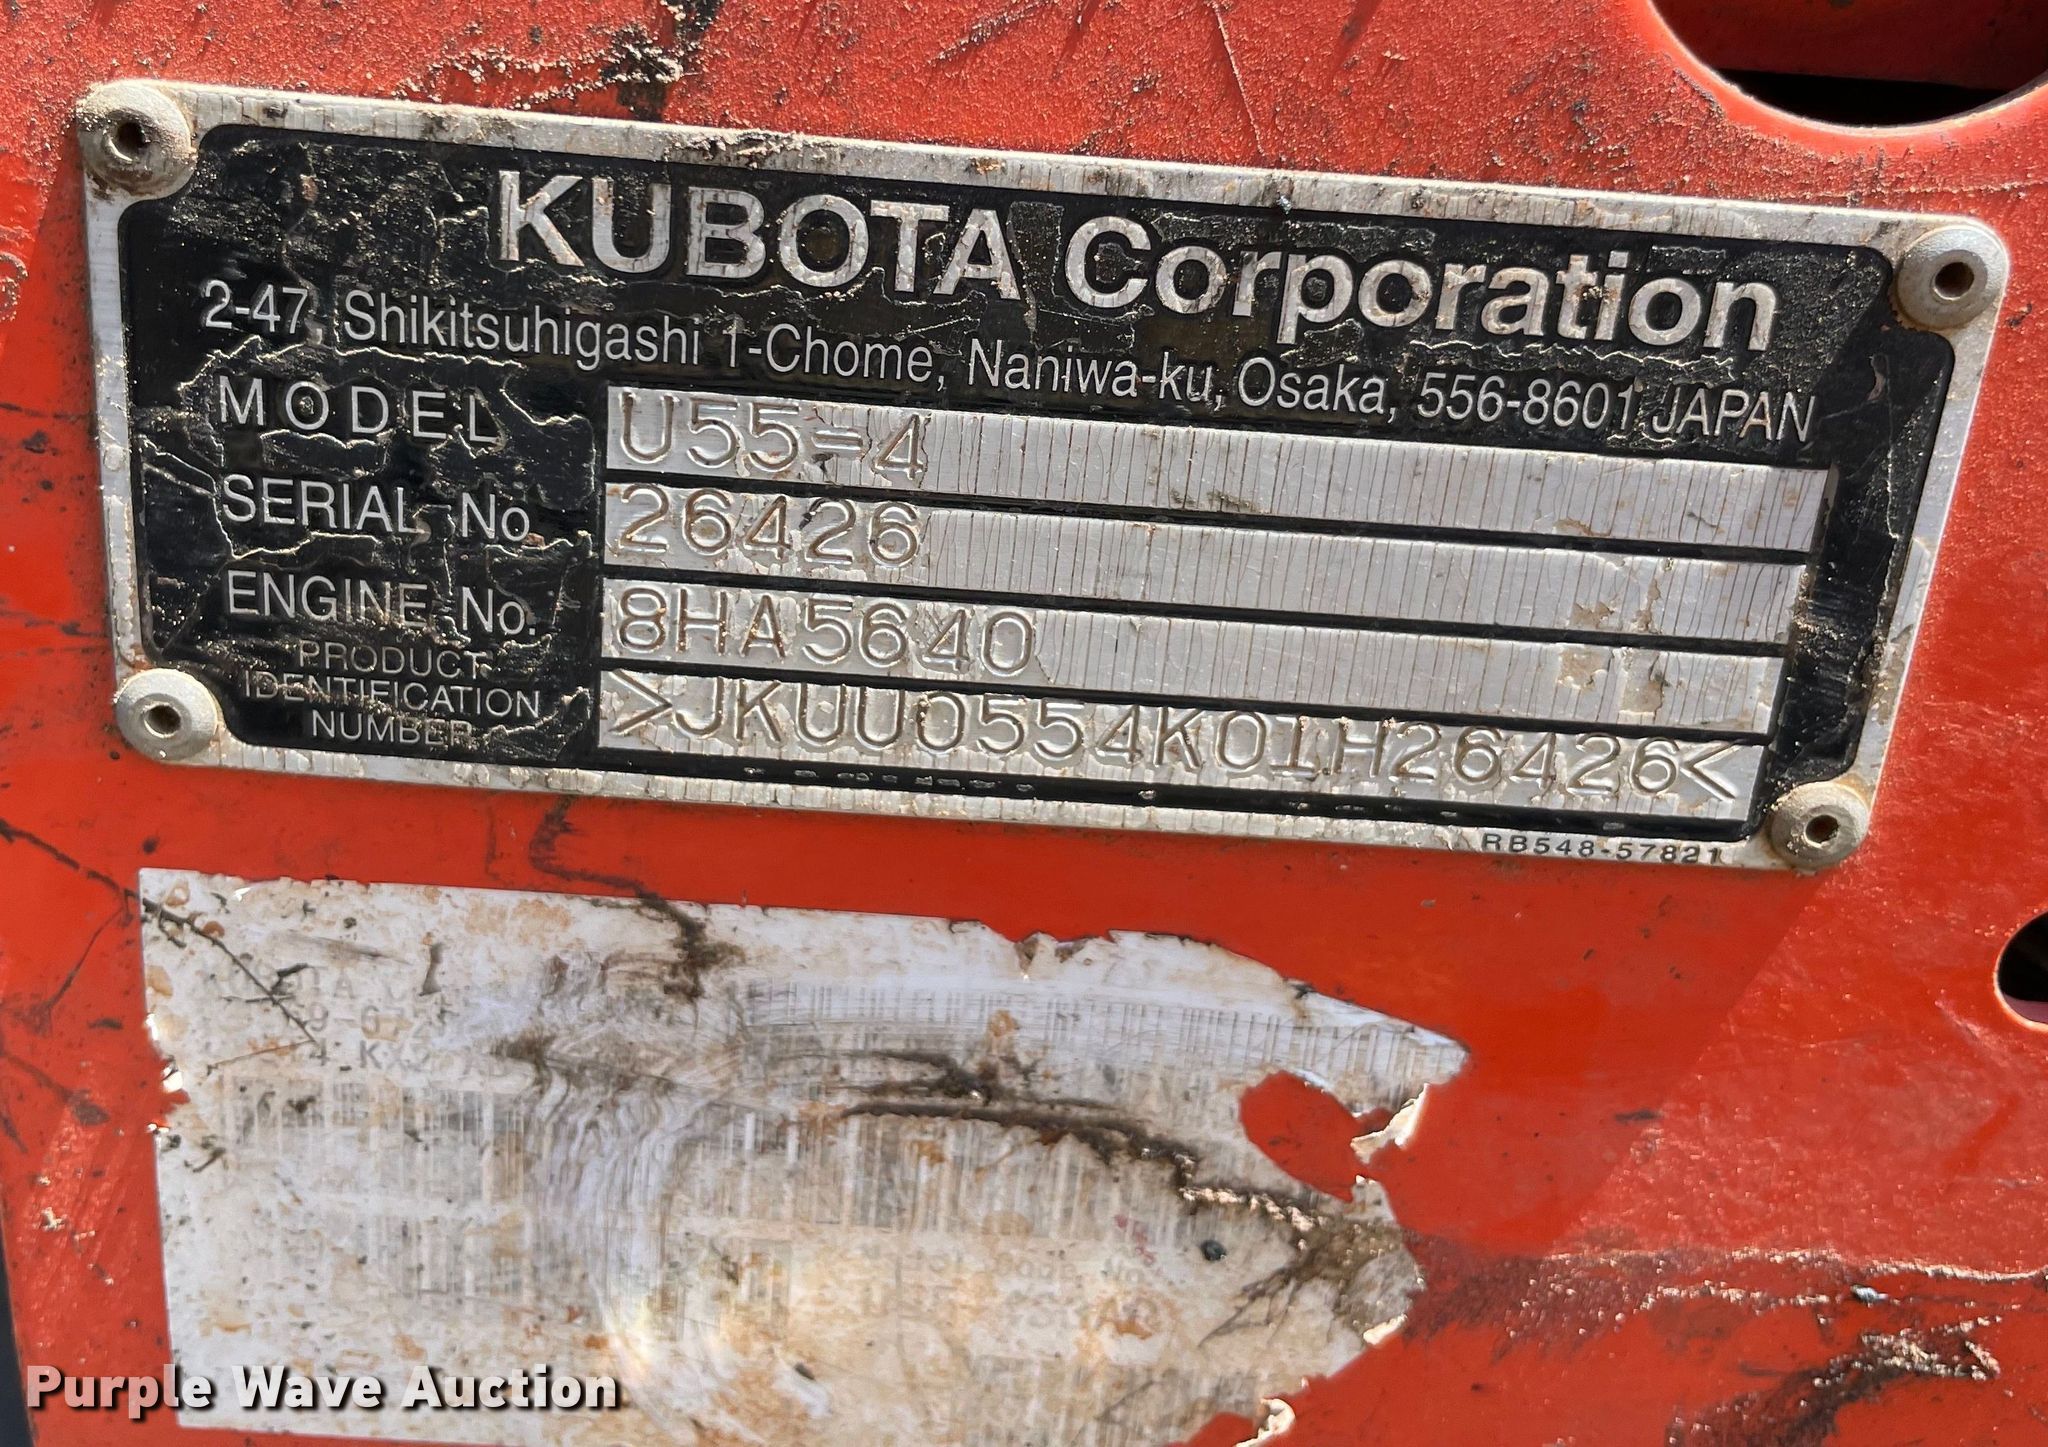 KUBOTA Corporation
2-47, Shikitsuhigashi 1-Chome, Naniwa-ku, Osaka, 556-8601 JAPAN
MODEL U55-4
SERIAL No. 26426
ENGINE No. 8HA5640
PRODUCT
IDENTIFICATION
NUMBER >JKUU0554K01H26426<
RB548-57821
Purple Wave Auction